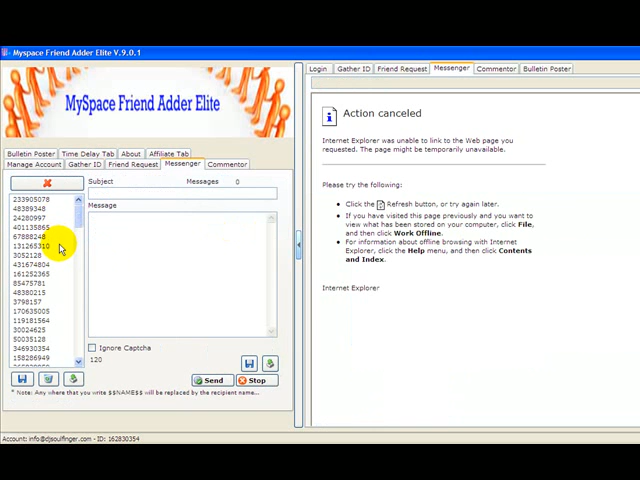 Myspace Friend Adder Elite V.9.0.1
MySpace Friend Adder Elite
Bulletin Poster Time Delay Tab About Affiliate Tab
Manage Account Gather ID Friend Request Messenger Commentor
Subject Messages 0
Message
233905078
48389348
24280997
401135865
67888248
131265310
3052128
431674804
161252365
85475781
48380215
3798157
170635005
119181564
30024625
50035128
346930354
158286949
Ignore Captcha
120
Send Stop
* Note: Any where that you write $$NAME$$ will be replaced by the recipient name...
Login Gather ID Friend Request Messenger Commentor Bulletin Poster
Action canceled
Internet Explorer was unable to link to the Web page you
requested. The page might be temporarily unavailable.
Please try the following:
• Click the Refresh button, or try again later.
• If you have visited this page previously and you want to
view what has been stored on your computer, click File,
and then click Work Offline.
• For information about offline browsing with Internet
Explorer, click the Help menu, and then click Contents
and Index.
Internet Explorer
Account: info@djsoulfinger.com - ID: 162830354